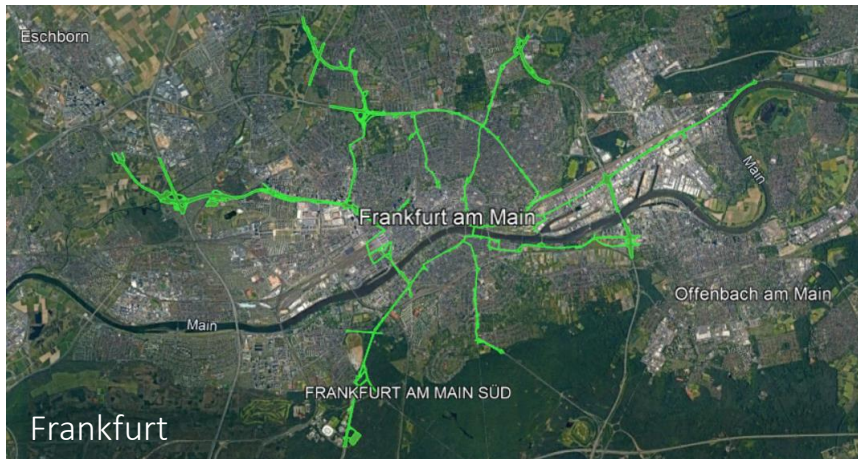 Eschborn
Main
Frankfurt am Main
Offenbach am Main
Main
FRANKFURT AM MAIN SÜD
Frankfurt